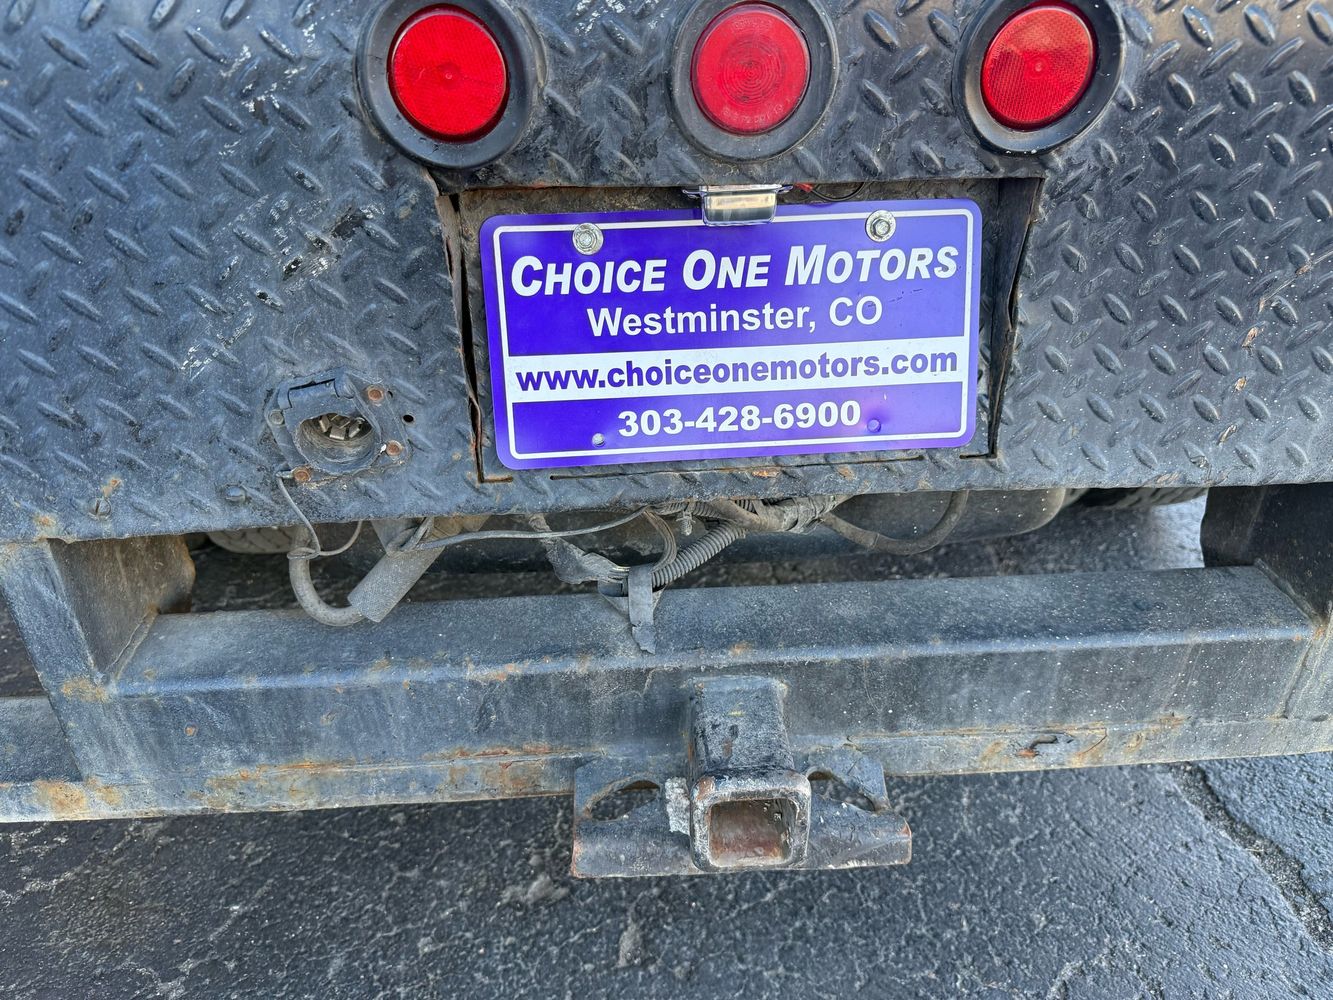 CHOICE ONE MOTORS
Westminster, CO
www.choiceonemotors.com
303-428-6900